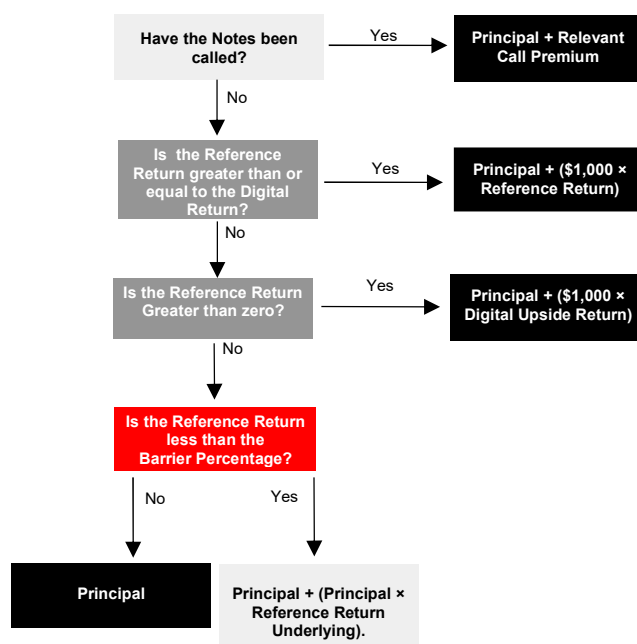 Have the Notes been
called?
Yes
Principal + Relevant
Call Premium
No
Is  the Reference
Return greater than or
equal to the Digital
Return?
Yes
Principal + ($1,000 ×
Reference Return)
No
Is the Reference Return
Greater than zero?
Yes
Principal + ($1,000 ×
Digital Upside Return)
No
Is the Reference Return
less than the
Barrier Percentage?
No
Yes
Principal
Principal + (Principal ×
Reference Return
Underlying).